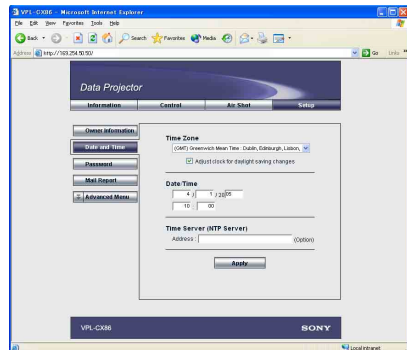 VPL-CX86 - Microsoft Internet Explorer
File Edit View Favorites Tools Help
Back Search Favorites Media
Address http://169.254.50.50/ Go Links »
Data Projector
Information Control Air Shot Setup
Owner Information
Date and Time
Password
Mail Report
Advanced Menu
Time Zone
(GMT) Greenwich Mean Time : Dublin, Edinburgh, Lisbon,
Adjust clock for daylight saving changes
Date/Time
4 / 1 / 20 05
10 : 00
Time Server (NTP Server)
Address : (Option)
Apply
VPL-CX86 SONY
Local intranet